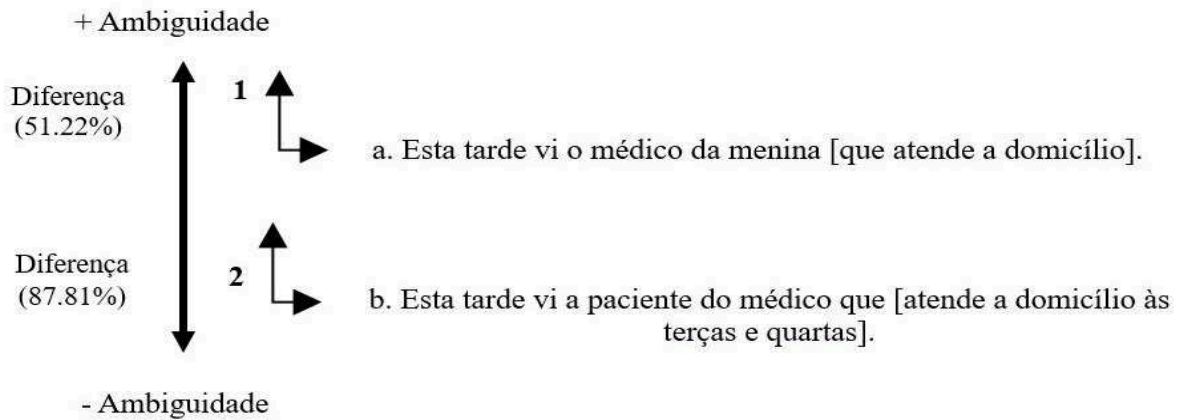 + Ambiguidade
Diferença
(51.22%)
1
a. Esta tarde vi o médico da menina [que atende a domicílio].
Diferença
(87.81%)
2
b. Esta tarde vi a paciente do médico que [atende a domicílio às
terças e quartas].
- Ambiguidade